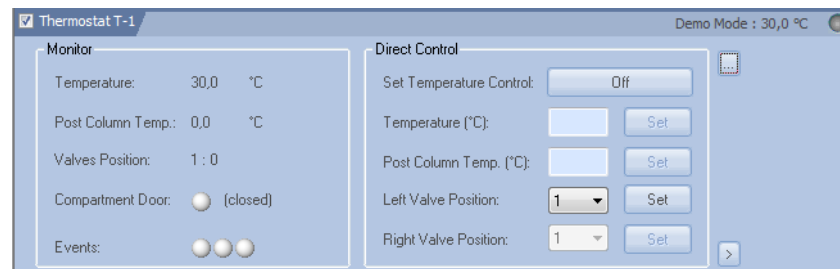 Thermostat T-1
Demo Mode : 30,0 ºC
Monitor
Temperature: 30,0 °C
Post Column Temp.: 0,0 °C
Valves Position: 1 : 0
Compartment Door: (closed)
Events:
Direct Control
Set Temperature Control: Off
Temperature (°C): Set
Post Column Temp. (°C): Set
Left Valve Position: 1 Set
Right Valve Position: 1 Set
...
>